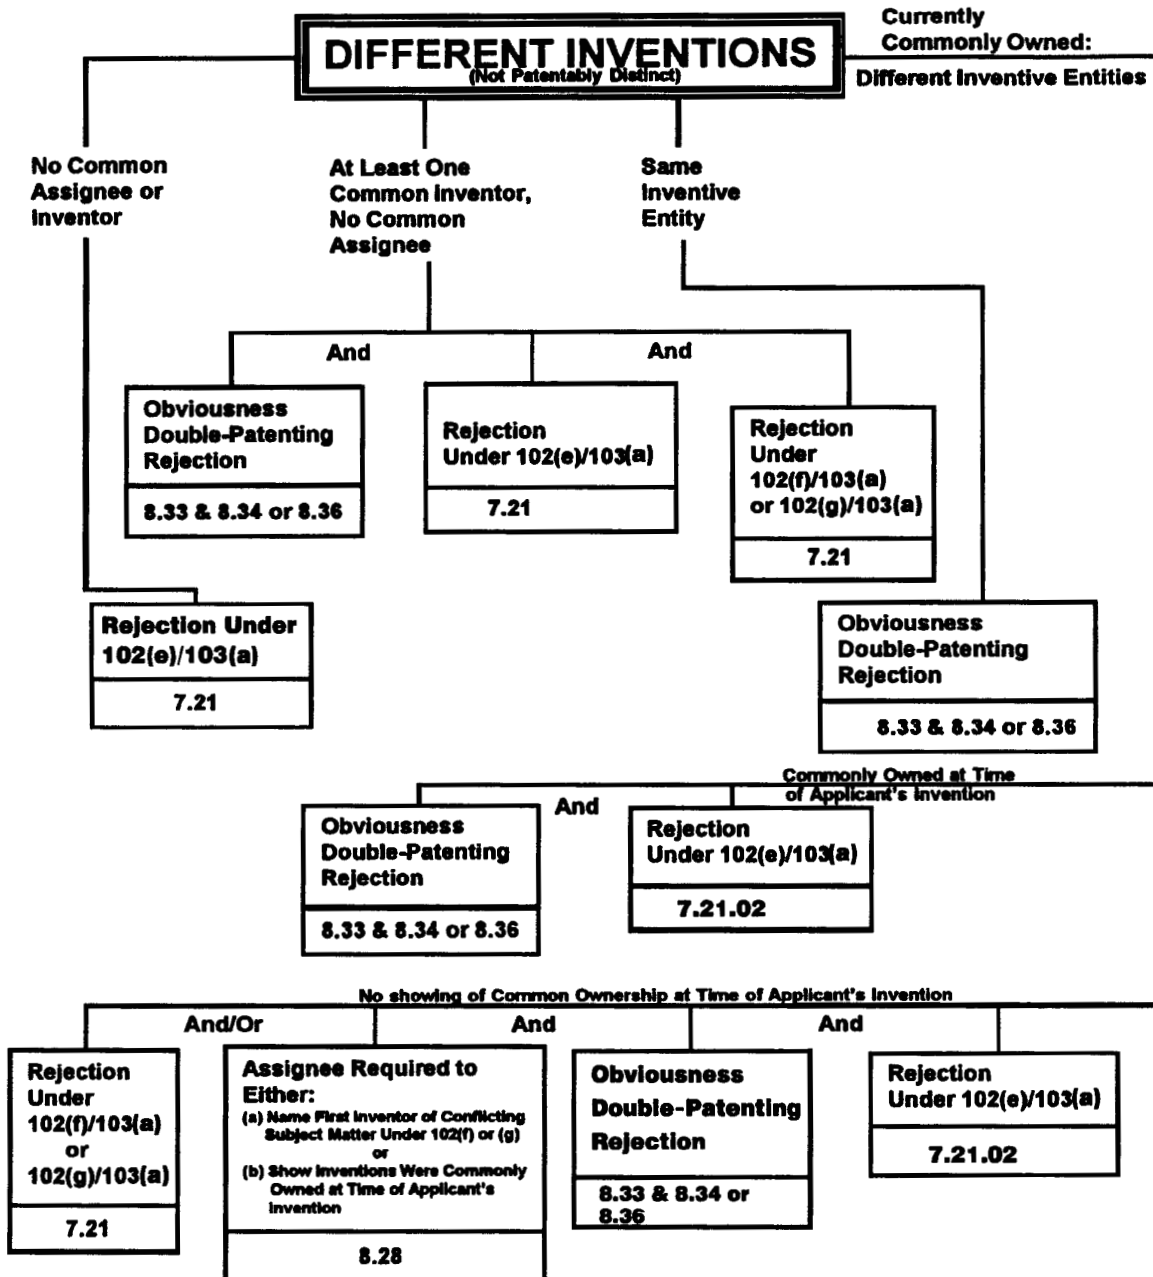 Currently
Commonly Owned:
DIFFERENT INVENTIONS
(Not Patentably Distinct)
Different Inventive Entities
No Common
Assignee or
Inventor
At Least One
Common Inventor,
No Common
Assignee
Same
Inventive
Entity
And
And
Obviousness
Double-Patenting
Rejection
8.33 & 8.34 or 8.36
Rejection
Under 102(e)/103(a)
7.21
Rejection
Under
102(f)/103(a)
or 102(g)/103(a)
7.21
Rejection Under
102(e)/103(a)
7.21
Obviousness
Double-Patenting
Rejection
8.33 & 8.34 or 8.36
Commonly Owned at Time
of Applicant's Invention
And
Obviousness
Double-Patenting
Rejection
8.33 & 8.34 or 8.36
Rejection
Under 102(e)/103(a)
7.21.02
No showing of Common Ownership at Time of Applicant's Invention
And/Or
And
And
Rejection
Under
102(f)/103(a)
or
102(g)/103(a)
7.21
Assignee Required to
Either:
(a) Name First Inventor of Conflicting
Subject Matter Under 102(f) or (g)
or
(b) Show Inventions Were Commonly
Owned at Time of Applicant's
Invention
8.28
Obviousness
Double-Patenting
Rejection
8.33 & 8.34 or
8.36
Rejection
Under 102(e)/103(a)
7.21.02